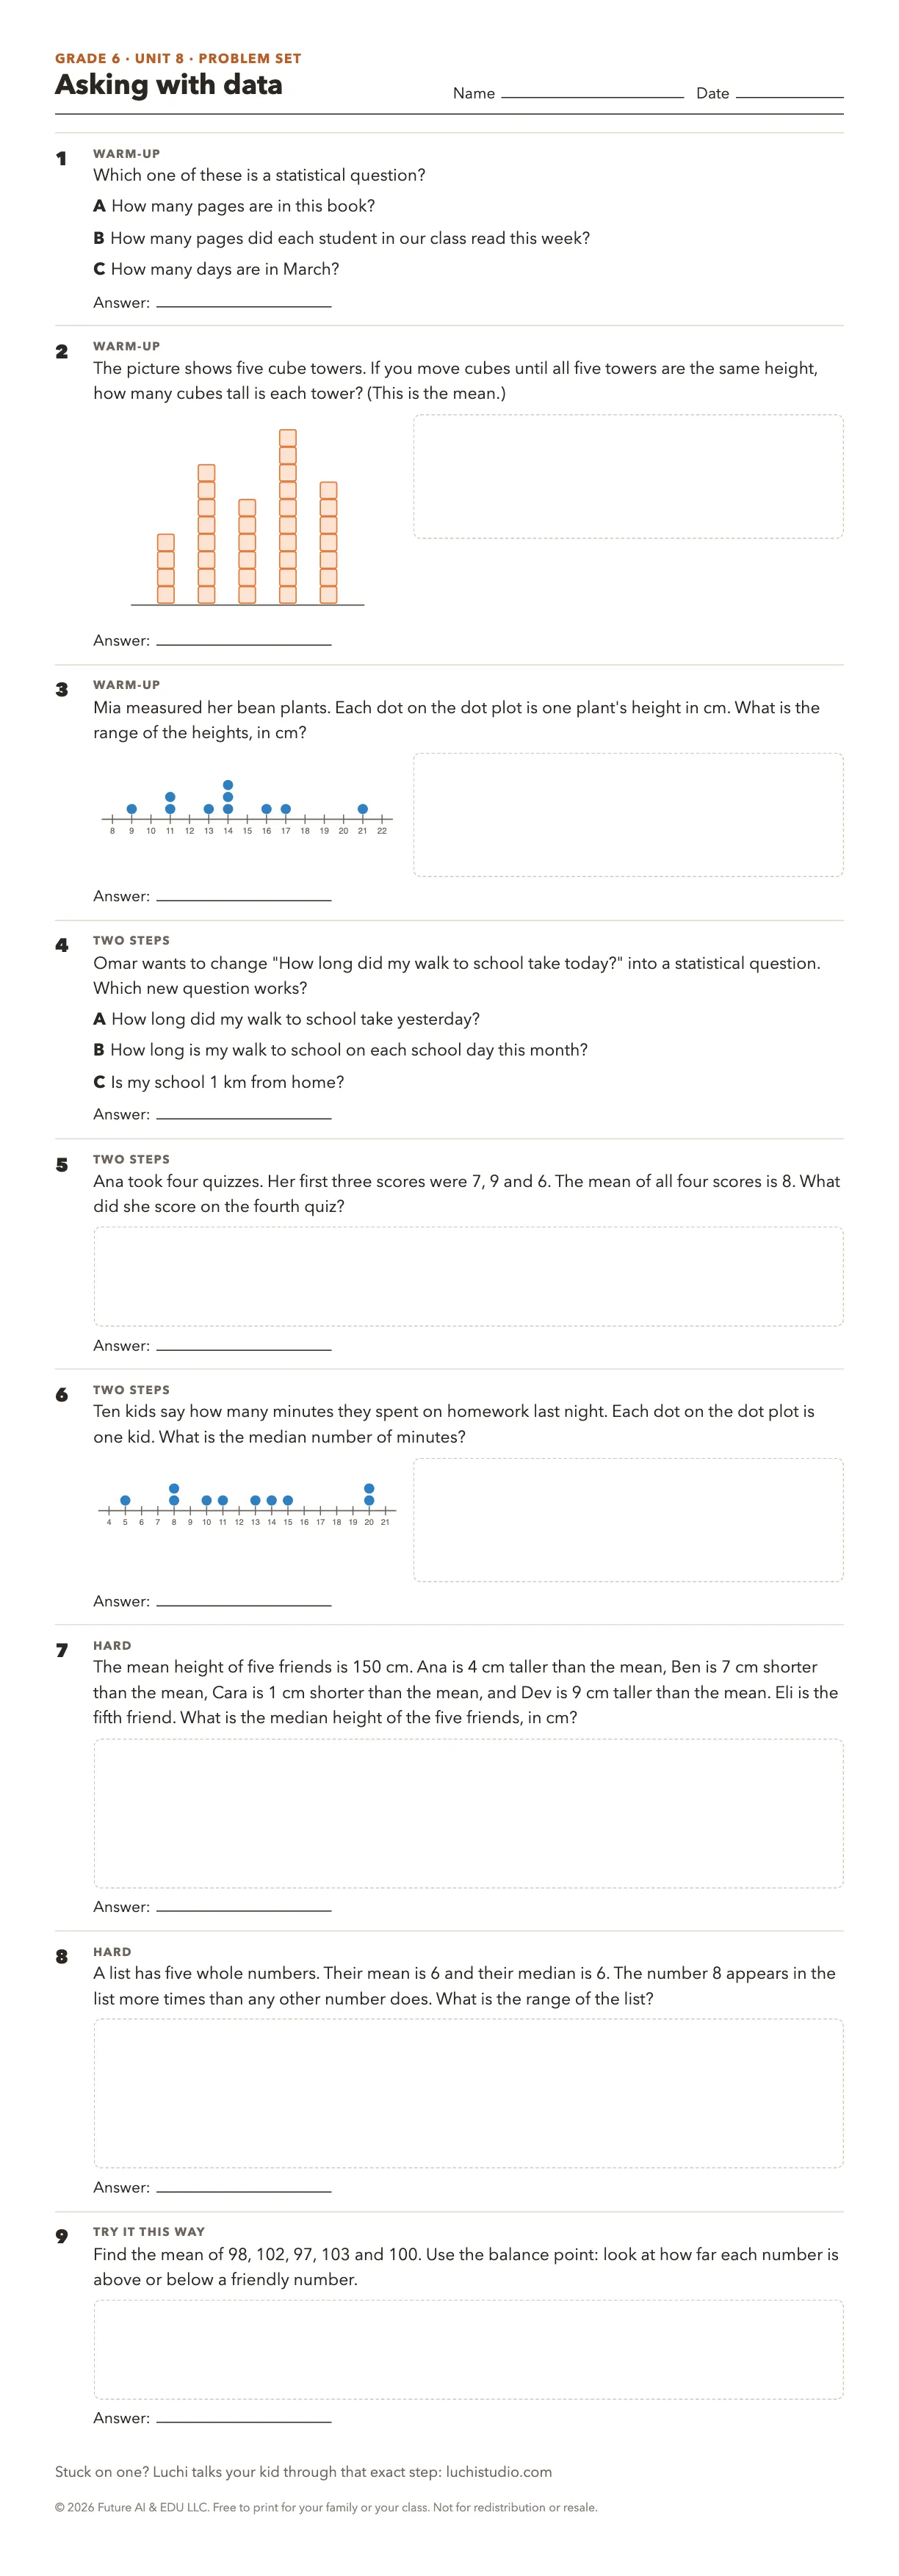 GRADE 6 · UNIT 8 · PROBLEM SET
Asking with data
Name Date
1
WARM-UP
Which one of these is a statistical question?
A How many pages are in this book?
B How many pages did each student in our class read this week?
C How many days are in March?
Answer:
2
WARM-UP
The picture shows five cube towers. If you move cubes until all five towers are the same height,
how many cubes tall is each tower? (This is the mean.)
Answer:
3
WARM-UP
Mia measured her bean plants. Each dot on the dot plot is one plant's height in cm. What is the
range of the heights, in cm?
8 9 10 11 12 13 14 15 16 17 18 19 20 21 22
Answer:
4
TWO STEPS
Omar wants to change "How long did my walk to school take today?" into a statistical question.
Which new question works?
A How long did my walk to school take yesterday?
B How long is my walk to school on each school day this month?
C Is my school 1 km from home?
Answer:
5
TWO STEPS
Ana took four quizzes. Her first three scores were 7, 9 and 6. The mean of all four scores is 8. What
did she score on the fourth quiz?
Answer:
6
TWO STEPS
Ten kids say how many minutes they spent on homework last night. Each dot on the dot plot is
one kid. What is the median number of minutes?
4 5 6 7 8 9 10 11 12 13 14 15 16 17 18 19 20 21
Answer:
7
HARD
The mean height of five friends is 150 cm. Ana is 4 cm taller than the mean, Ben is 7 cm shorter
than the mean, Cara is 1 cm shorter than the mean, and Dev is 9 cm taller than the mean. Eli is the
fifth friend. What is the median height of the five friends, in cm?
Answer:
8
HARD
A list has five whole numbers. Their mean is 6 and their median is 6. The number 8 appears in the
list more times than any other number does. What is the range of the list?
Answer:
9
TRY IT THIS WAY
Find the mean of 98, 102, 97, 103 and 100. Use the balance point: look at how far each number is
above or below a friendly number.
Answer:
Stuck on one? Luchi talks your kid through that exact step: luchistudio.com
© 2026 Future AI & EDU LLC. Free to print for your family or your class. Not for redistribution or resale.